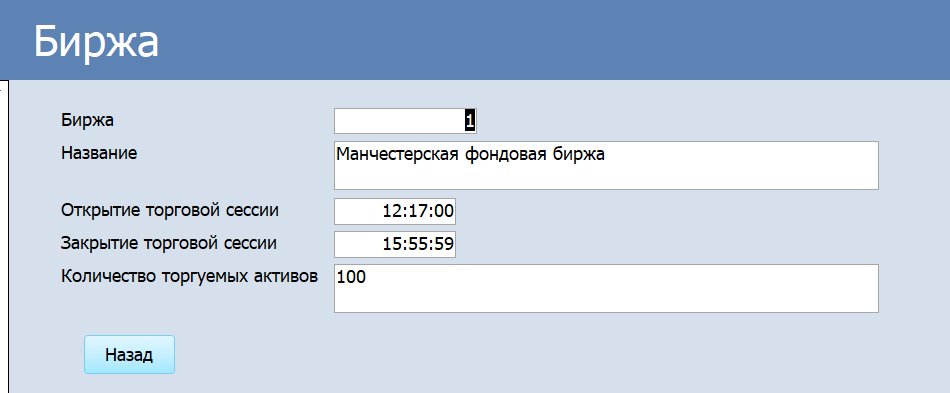 Биржа
Биржа 1
Название Манчестерская фондовая биржа
Открытие торговой сессии 12:17:00
Закрытие торговой сессии 15:55:59
Количество торгуемых активов 100
Назад